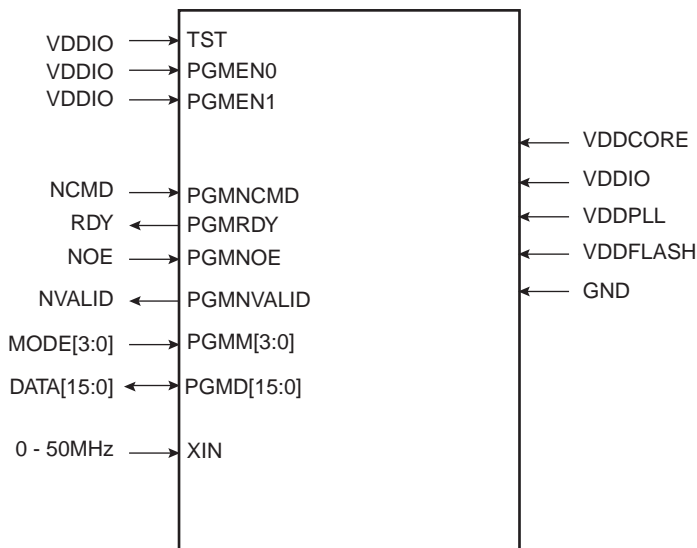 VDDIO TST
VDDIO PGMEN0
VDDIO PGMEN1
VDDCORE
VDDIO
NCMD PGMNCMD
RDY PGMRDY
VDDPLL
NOE PGMNOE
VDDFLASH
NVALID PGMNVALID
GND
MODE[3:0] PGMM[3:0]
DATA[15:0] PGMD[15:0]
0 - 50MHz XIN